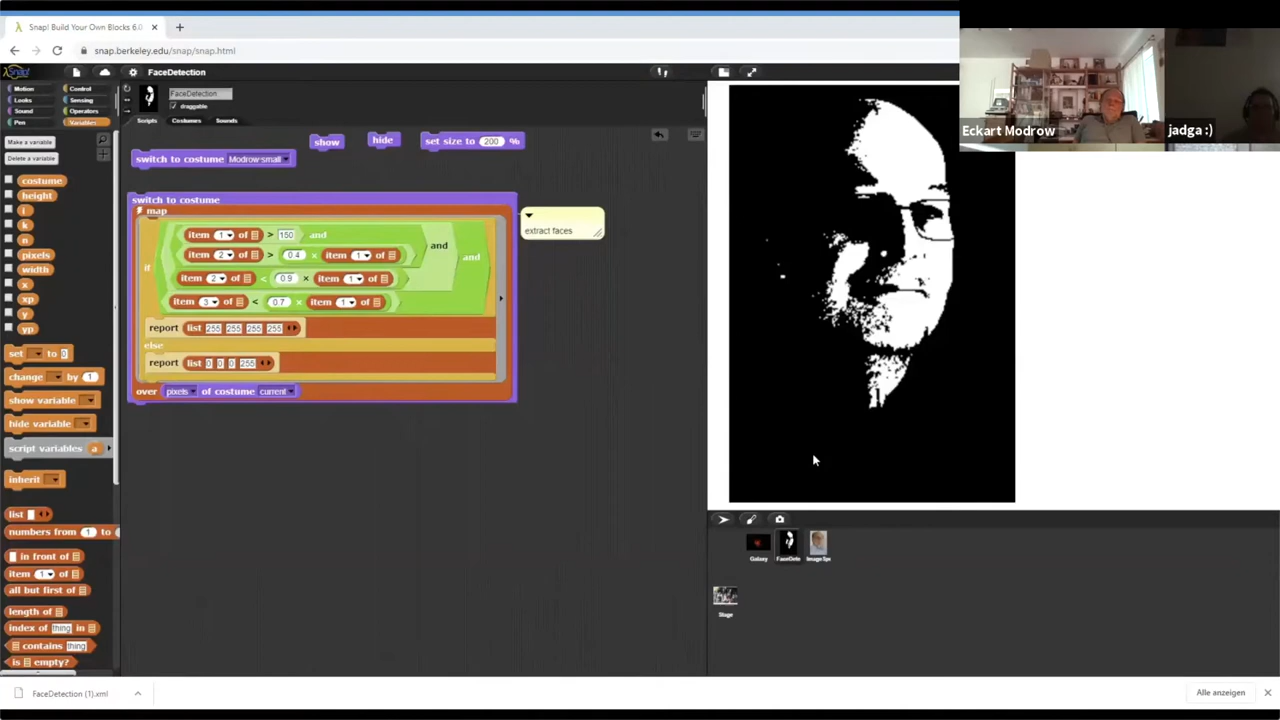 Snap! Build Your Own Blocks 6.0
snap.berkeley.edu/snap/snap.html
Snap!
FaceDetection
Eckart Modrow
jadga :)
Motion
Control
Looks
Sensing
Sound
Operators
Pen
Variables
FaceDetection
draggable
Scripts
Costumes
Sounds
Make a variable
Delete a variable
costume
height
i
k
n
pixels
width
x
xp
y
yp
set to 0
change by 1
show variable
hide variable
script variables a
inherit
list
numbers from 1 to
in front of
item 1 of
all but first of
length of
index of thing in
contains thing
is empty?
show
hide
set size to 200 %
switch to costume Modrow-small
switch to costume
map
item 1 of > 150 and
item 2 of > 0.4 × item 1 of
and
if
item 2 of < 0.9 × item 1 of
and
item 3 of < 0.7 × item 1 of
report list 255 255 255 255
else
report list 0 0 0 255
over pixels of costume current
extract faces
Galaxy
FaceDete
ImageSpr
Stage
FaceDetection (1).xml
Alle anzeigen